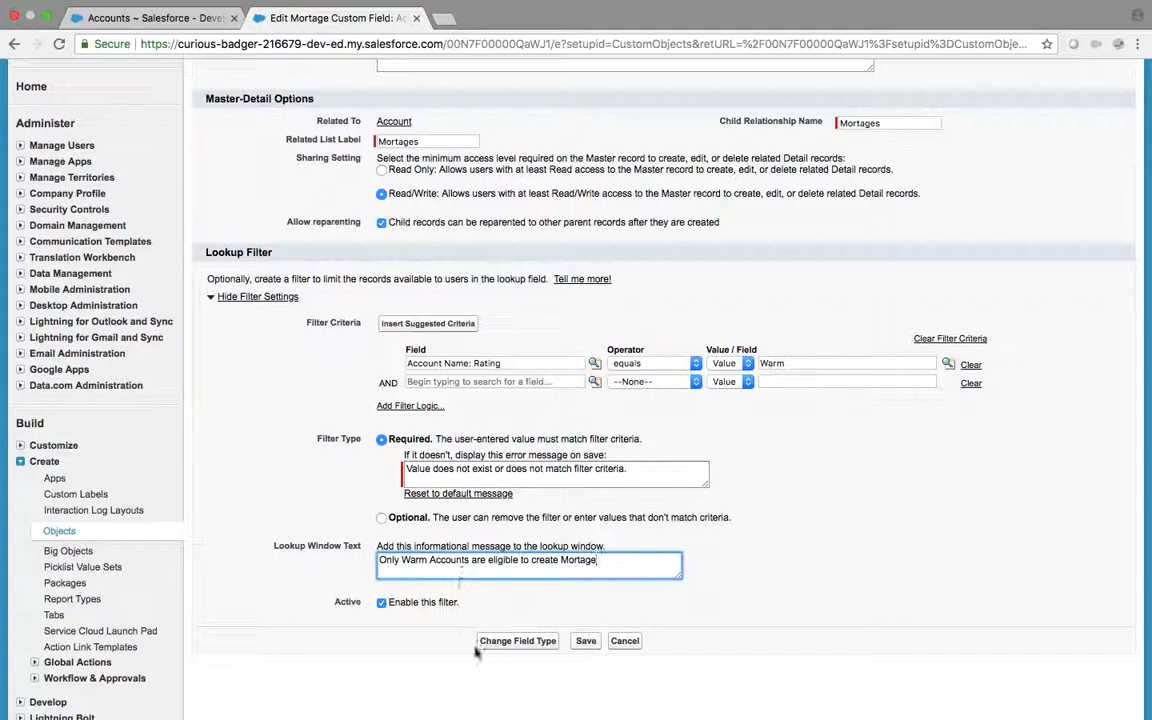 Accounts ~ Salesforce - Deve
Edit Mortage Custom Field: Ac
Secure https://curious-badger-216679-dev-ed.my.salesforce.com/00N7F00000QaWJ1/e?setupid=CustomObjects&retURL=%2F00N7F00000QaWJ1%3Fsetupid%3DCustomObje...
Home
Administer
Manage Users
Manage Apps
Manage Territories
Company Profile
Security Controls
Domain Management
Communication Templates
Translation Workbench
Data Management
Mobile Administration
Desktop Administration
Lightning for Outlook and Sync
Lightning for Gmail and Sync
Email Administration
Google Apps
Data.com Administration
Build
Customize
Create
Apps
Custom Labels
Interaction Log Layouts
Objects
Big Objects
Picklist Value Sets
Packages
Report Types
Tabs
Service Cloud Launch Pad
Action Link Templates
Global Actions
Workflow & Approvals
Develop
Lightning Bolt
Master-Detail Options
Related To Account Child Relationship Name Mortages
Related List Label Mortages
Sharing Setting Select the minimum access level required on the Master record to create, edit, or delete related Detail records:
Read Only: Allows users with at least Read access to the Master record to create, edit, or delete related Detail records.
Read/Write: Allows users with at least Read/Write access to the Master record to create, edit, or delete related Detail records.
Allow reparenting Child records can be reparented to other parent records after they are created
Lookup Filter
Optionally, create a filter to limit the records available to users in the lookup field. Tell me more!
Hide Filter Settings
Filter Criteria Insert Suggested Criteria
Clear Filter Criteria
Field Operator Value / Field
Account Name: Rating equals Value Warm Clear
AND Begin typing to search for a field... --None-- Value Clear
Add Filter Logic...
Filter Type Required. The user-entered value must match filter criteria.
If it doesn't, display this error message on save:
Value does not exist or does not match filter criteria.
Reset to default message
Optional. The user can remove the filter or enter values that don't match criteria.
Lookup Window Text Add this informational message to the lookup window.
Only Warm Accounts are eligible to create Mortage
Active Enable this filter.
Change Field Type Save Cancel